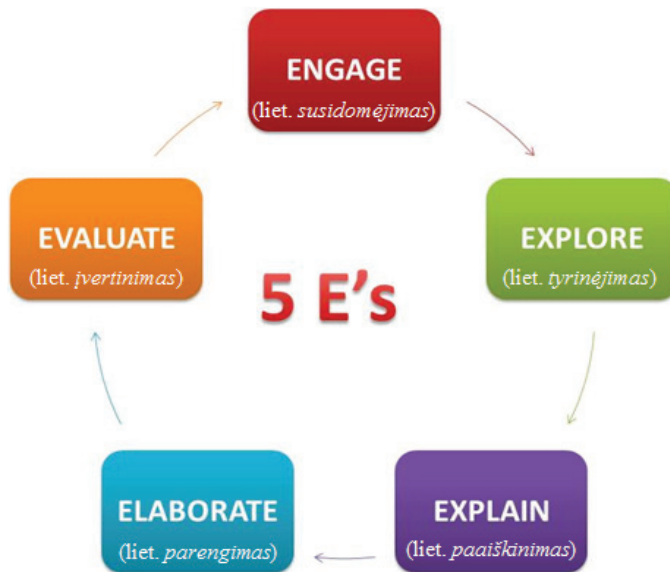 ENGAGE
(liet. susidomėjimas)
EXPLORE
(liet. tyrinėjimas)
EXPLAIN
(liet. paaiškinimas)
ELABORATE
(liet. parengimas)
EVALUATE
(liet. įvertinimas)
5 E's